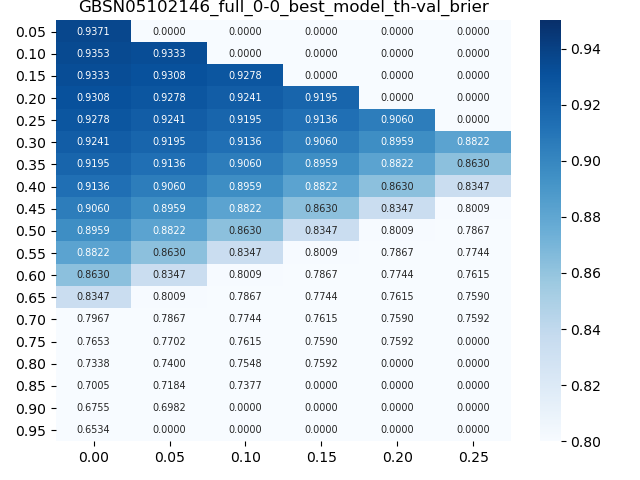 GBSN05102146_full_0-0_best_model_th-val_brier
0.05 0.9371 0.0000 0.0000 0.0000 0.0000 0.0000
0.10 0.9353 0.9333 0.0000 0.0000 0.0000 0.0000
0.15 0.9333 0.9308 0.9278 0.0000 0.0000 0.0000
0.20 0.9308 0.9278 0.9241 0.9195 0.0000 0.0000
0.25 0.9278 0.9241 0.9195 0.9136 0.9060 0.0000
0.30 0.9241 0.9195 0.9136 0.9060 0.8959 0.8822
0.35 0.9195 0.9136 0.9060 0.8959 0.8822 0.8630
0.40 0.9136 0.9060 0.8959 0.8822 0.8630 0.8347
0.45 0.9060 0.8959 0.8822 0.8630 0.8347 0.8009
0.50 0.8959 0.8822 0.8630 0.8347 0.8009 0.7867
0.55 0.8822 0.8630 0.8347 0.8009 0.7867 0.7744
0.60 0.8630 0.8347 0.8009 0.7867 0.7744 0.7615
0.65 0.8347 0.8009 0.7867 0.7744 0.7615 0.7590
0.70 0.7967 0.7867 0.7744 0.7615 0.7590 0.7592
0.75 0.7653 0.7702 0.7615 0.7590 0.7592 0.0000
0.80 0.7338 0.7400 0.7548 0.7592 0.0000 0.0000
0.85 0.7005 0.7184 0.7377 0.0000 0.0000 0.0000
0.90 0.6755 0.6982 0.0000 0.0000 0.0000 0.0000
0.95 0.6534 0.0000 0.0000 0.0000 0.0000 0.0000
0.00 0.05 0.10 0.15 0.20 0.25
0.94
0.92
0.90
0.88
0.86
0.84
0.82
0.80